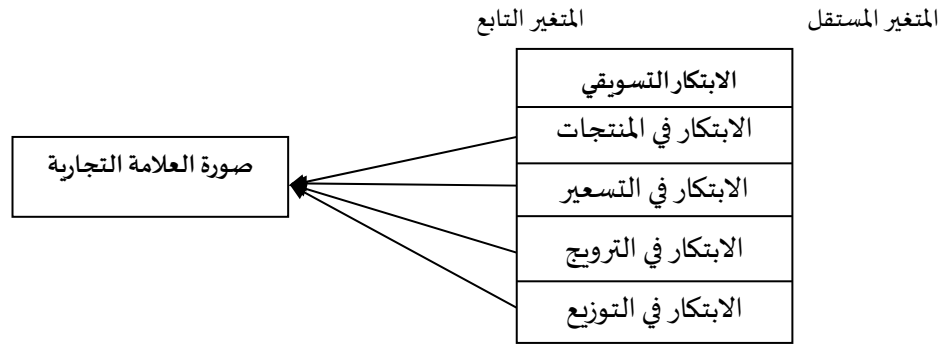 المتغير المستقل
المتغير التابع
الابتكار التسويقي
الابتكار في المنتجات
الابتكار في التسعير
الابتكار في الترويج
الابتكار في التوزيع
صورة العلامة التجارية